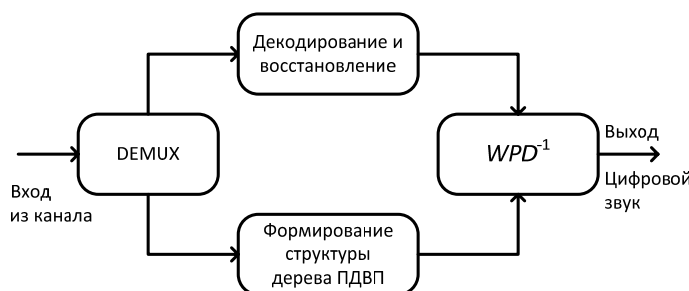 Декодирование и
восстановление
DEMUX
Вход
из канала
WPD⁻¹
Выход
Цифровой
звук
Формирование
структуры
дерева ПДВП